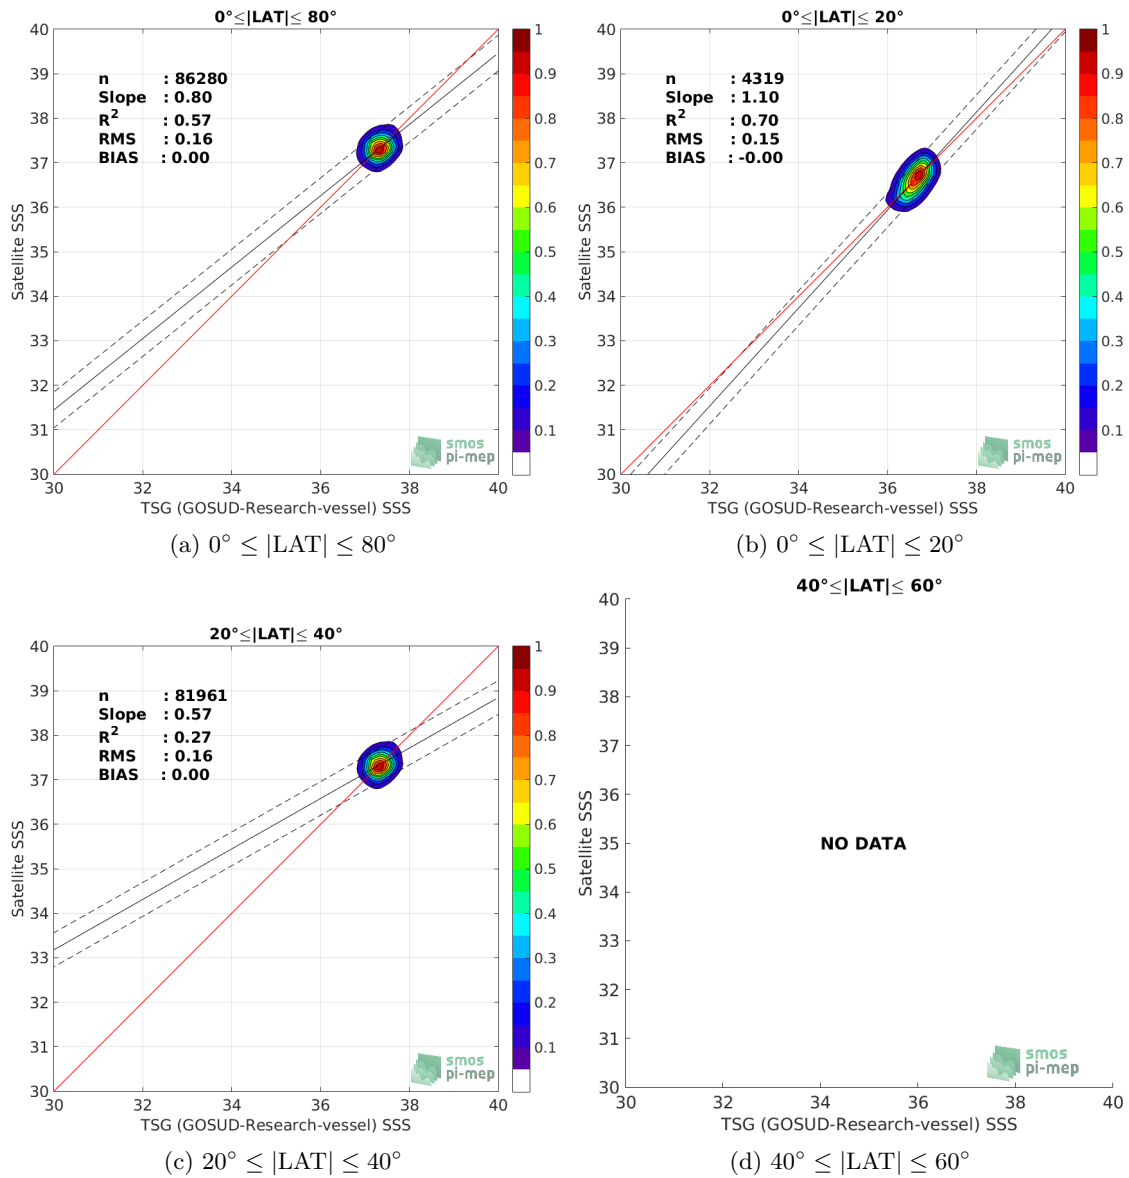 0°≤|LAT|≤ 80°
40
39
38
37
36
35
34
33
32
31
30
Satellite SSS
n : 86280
Slope : 0.80
R2 : 0.57
RMS : 0.16
BIAS : 0.00
smos
pi-mep
30 32 34 36 38 40
TSG (GOSUD-Research-vessel) SSS
1
0.9
0.8
0.7
0.6
0.5
0.4
0.3
0.2
0.1
(a) 0° ≤ |LAT| ≤ 80°
0°≤|LAT|≤ 20°
40
39
38
37
36
35
34
33
32
31
30
Satellite SSS
n : 4319
Slope : 1.10
R2 : 0.70
RMS : 0.15
BIAS : -0.00
smos
pi-mep
30 32 34 36 38 40
TSG (GOSUD-Research-vessel) SSS
1
0.9
0.8
0.7
0.6
0.5
0.4
0.3
0.2
0.1
(b) 0° ≤ |LAT| ≤ 20°
20°≤|LAT|≤ 40°
40
39
38
37
36
35
34
33
32
31
30
Satellite SSS
n : 81961
Slope : 0.57
R2 : 0.27
RMS : 0.16
BIAS : 0.00
smos
pi-mep
30 32 34 36 38 40
TSG (GOSUD-Research-vessel) SSS
1
0.9
0.8
0.7
0.6
0.5
0.4
0.3
0.2
0.1
(c) 20° ≤ |LAT| ≤ 40°
40°≤|LAT|≤ 60°
40
39
38
37
36
35
34
33
32
31
30
Satellite SSS
NO DATA
smos
pi-mep
30 32 34 36 38 40
TSG (GOSUD-Research-vessel) SSS
(d) 40° ≤ |LAT| ≤ 60°